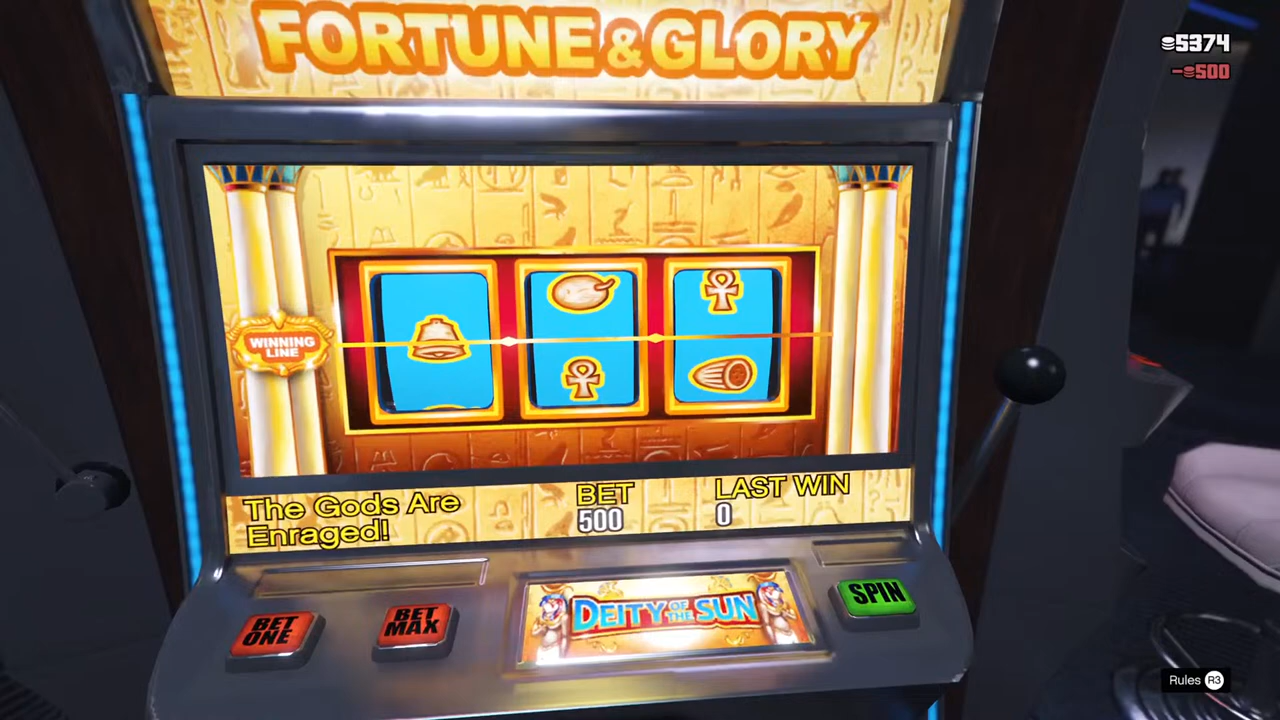 FORTUNE & GLORY
5374
-500
WINNING
LINE
The Gods Are
Enraged!
BET
500
LAST WIN
0
BET
ONE
BET
MAX
DEITY OF THE SUN
SPIN
Rules R3